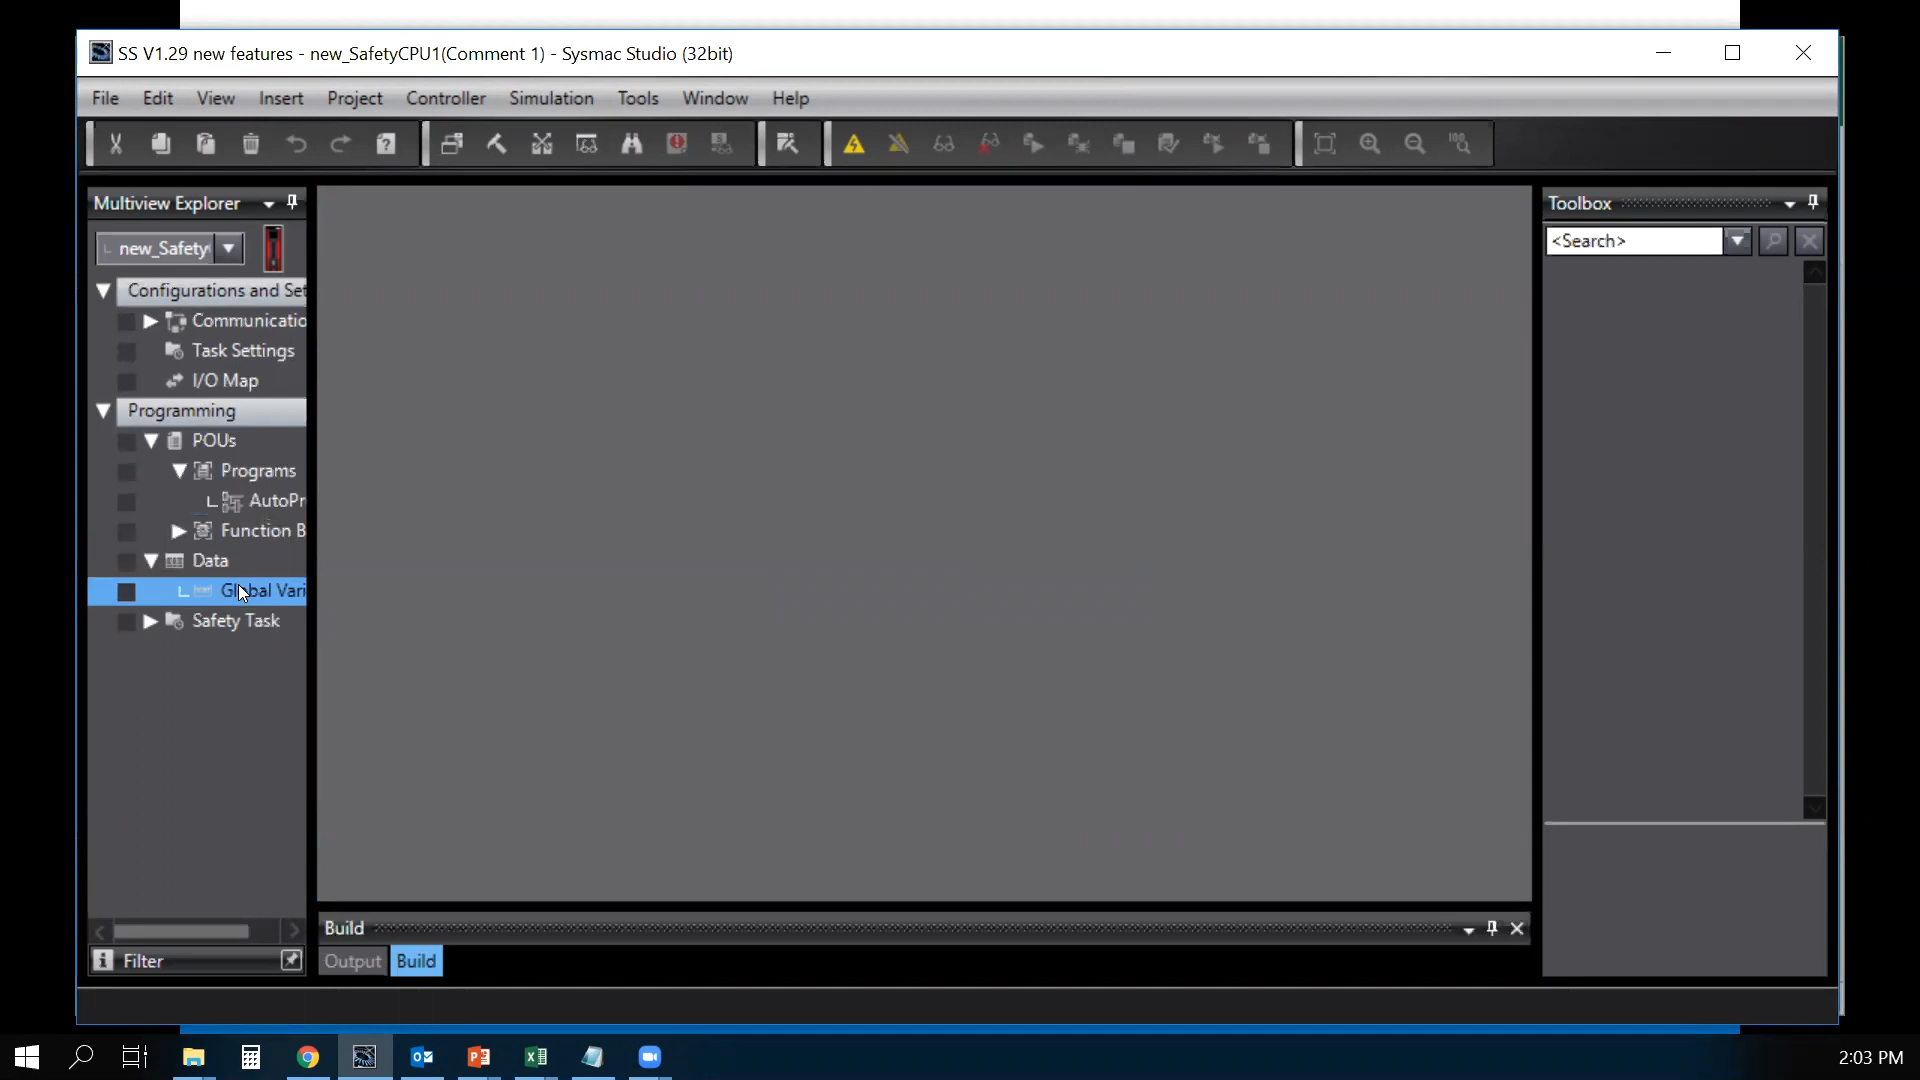 SS V1.29 new features - new_SafetyCPU1(Comment 1) - Sysmac Studio (32bit)
File Edit View Insert Project Controller Simulation Tools Window Help
Multiview Explorer
Toolbox
new_Safety
<Search>
Configurations and Set
Communicatio
Task Settings
I/O Map
Programming
POUs
Programs
AutoPr
Function B
Data
Global Vari
Safety Task
Build
Filter
Output Build
2:03 PM